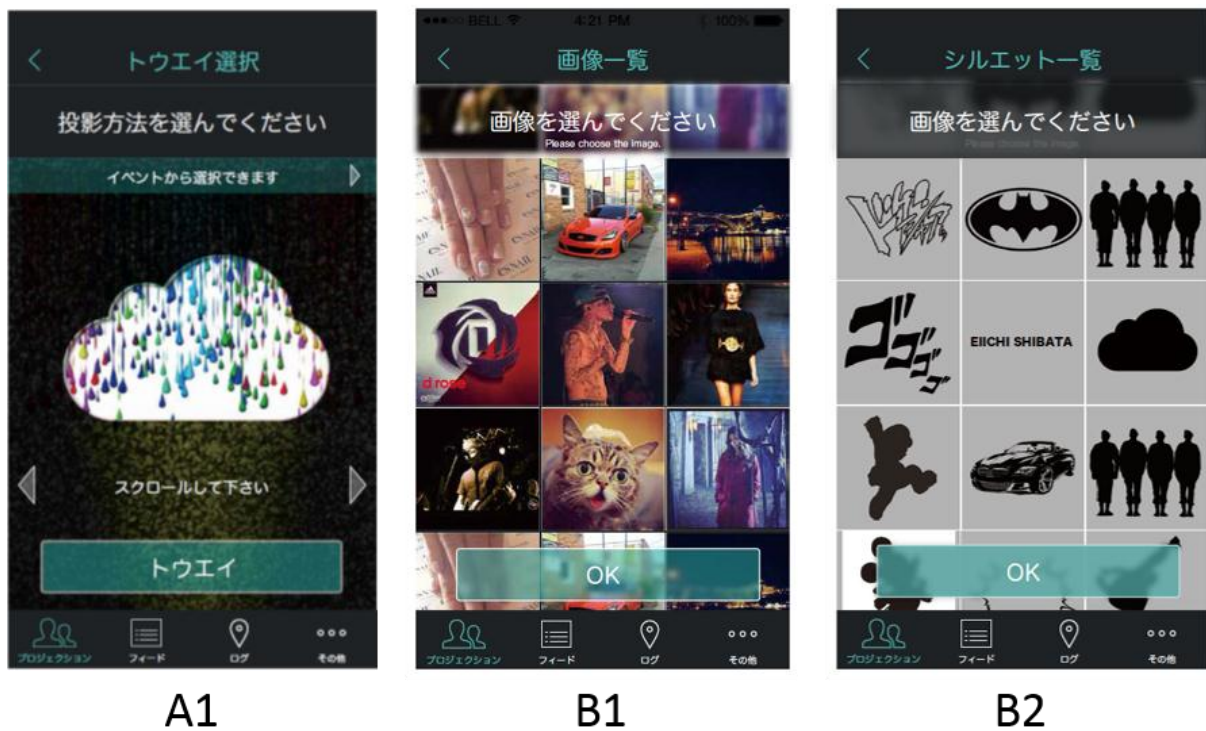 トウエイ選択
投影方法を選んでください
イベントから選択できます
スクロールして下さい
トウエイ
プロジェクション
フィード
ログ
その他
A1
BELL
4:21 PM
100%
画像一覧
画像を選んでください
Please choose the image.
ESNAIL
d rose
OK
プロジェクション
フィード
ログ
その他
B1
シルエット一覧
画像を選んでください
Please choose the image.
ゴゴゴゴ
EIICHI SHIBATA
OK
プロジェクション
フィード
ログ
その他
B2